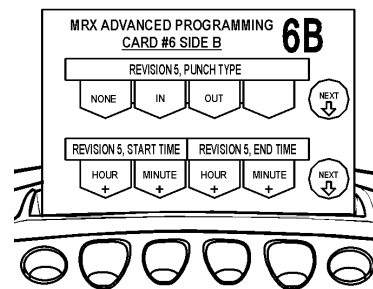 MRX ADVANCED PROGRAMMING
CARD #6 SIDE B
6B
REVISION 5, PUNCH TYPE
NONE IN OUT NEXT
REVISION 5, START TIME REVISION 5, END TIME
HOUR + MINUTE + HOUR + MINUTE + NEXT